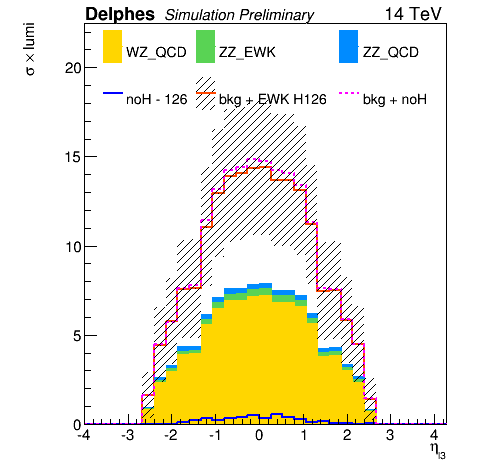 Delphes Simulation Preliminary 14 TeV
σ × lumi
WZ_QCD ZZ_EWK ZZ_QCD
noH - 126 bkg + EWK H126 bkg + noH
20
15
10
5
0
-4 -3 -2 -1 0 1 2 3 4
η_l3